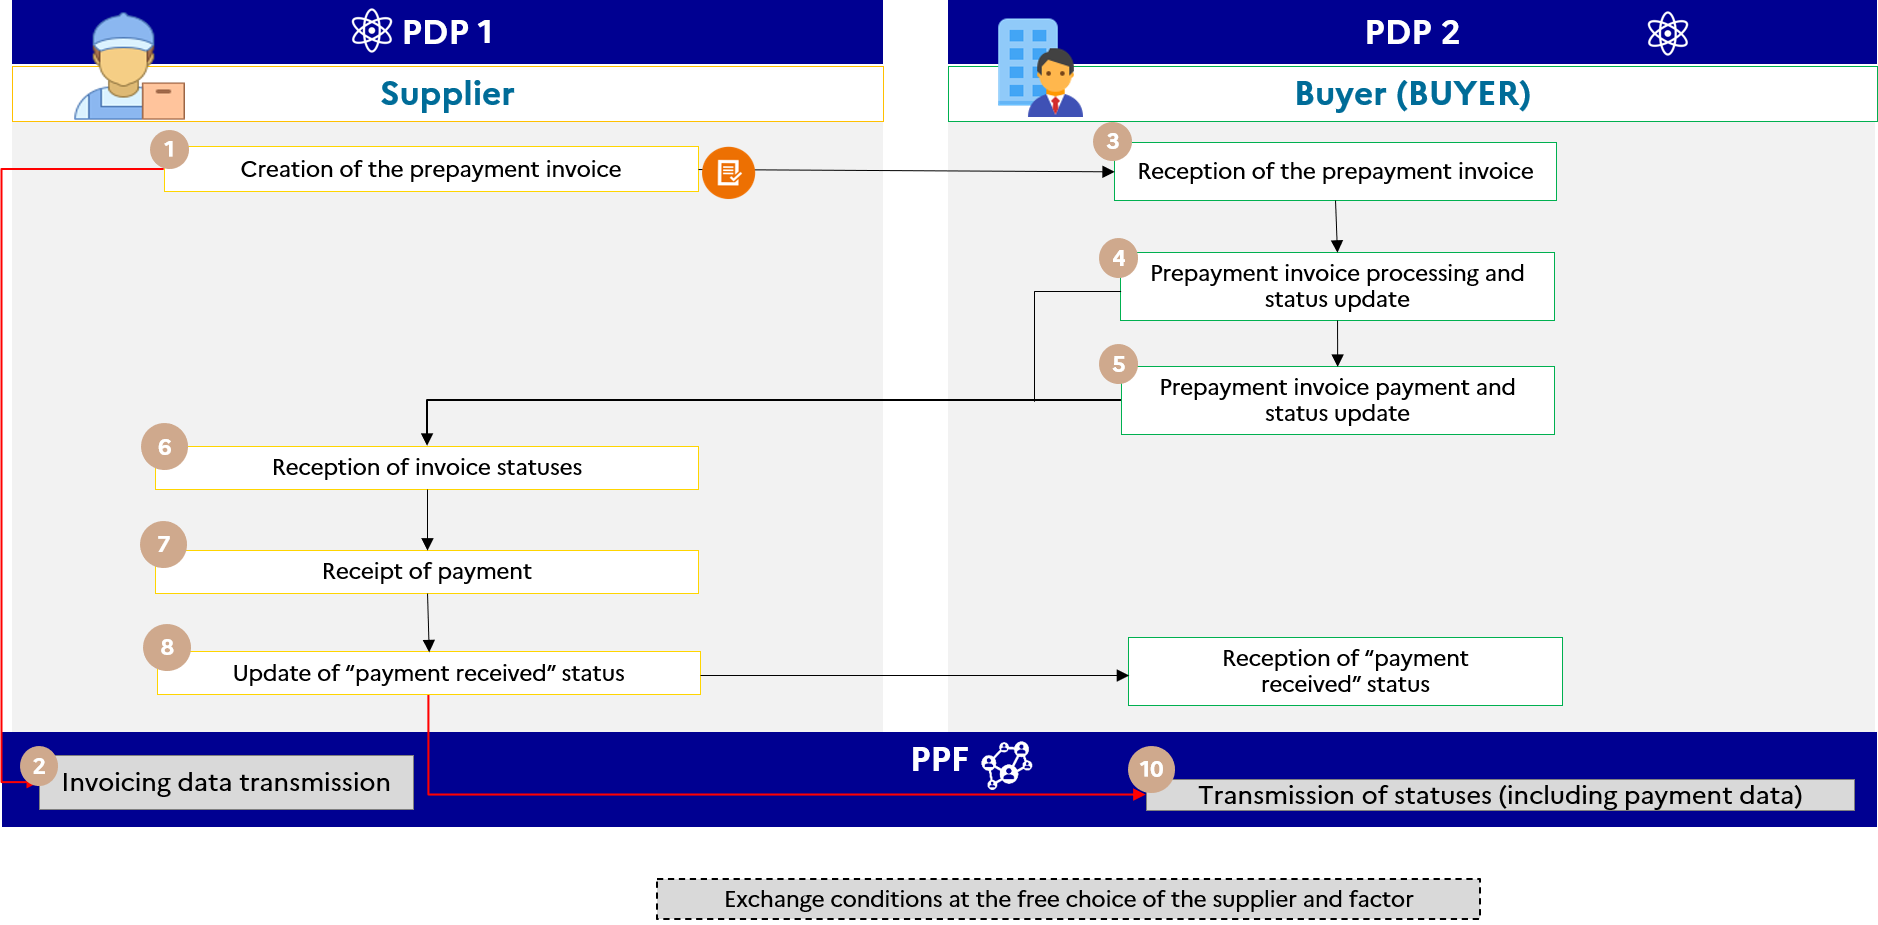 PDP 1
PDP 2
Supplier
Buyer (BUYER)
1
Creation of the prepayment invoice
3
Reception of the prepayment invoice
4
Prepayment invoice processing and
status update
5
Prepayment invoice payment and
status update
6
Reception of invoice statuses
7
Receipt of payment
8
Update of “payment received” status
Reception of “payment
received” status
PPF
2
Invoicing data transmission
10
Transmission of statuses (including payment data)
Exchange conditions at the free choice of the supplier and factor